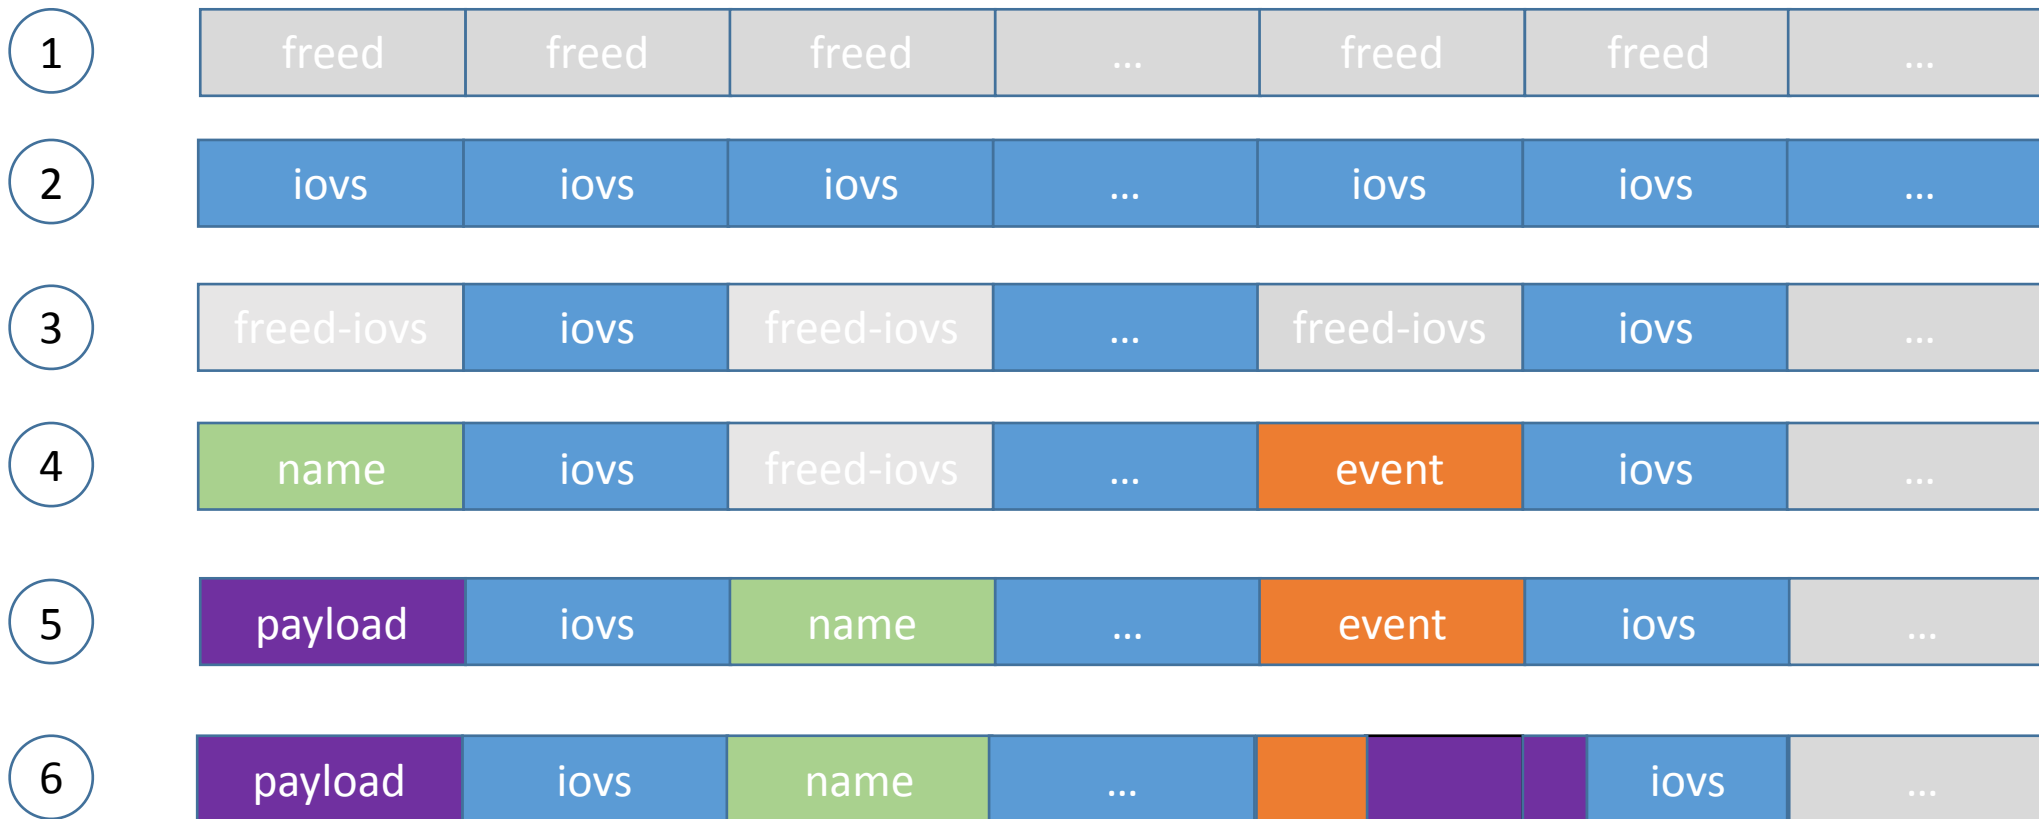 1 freed freed freed ... freed freed ...
2 iovs iovs iovs ... iovs iovs ...
3 freed-iovs iovs freed-iovs ... freed-iovs iovs ...
4 name iovs freed-iovs ... event iovs ...
5 payload iovs name ... event iovs ...
6 payload iovs name ... iovs ...